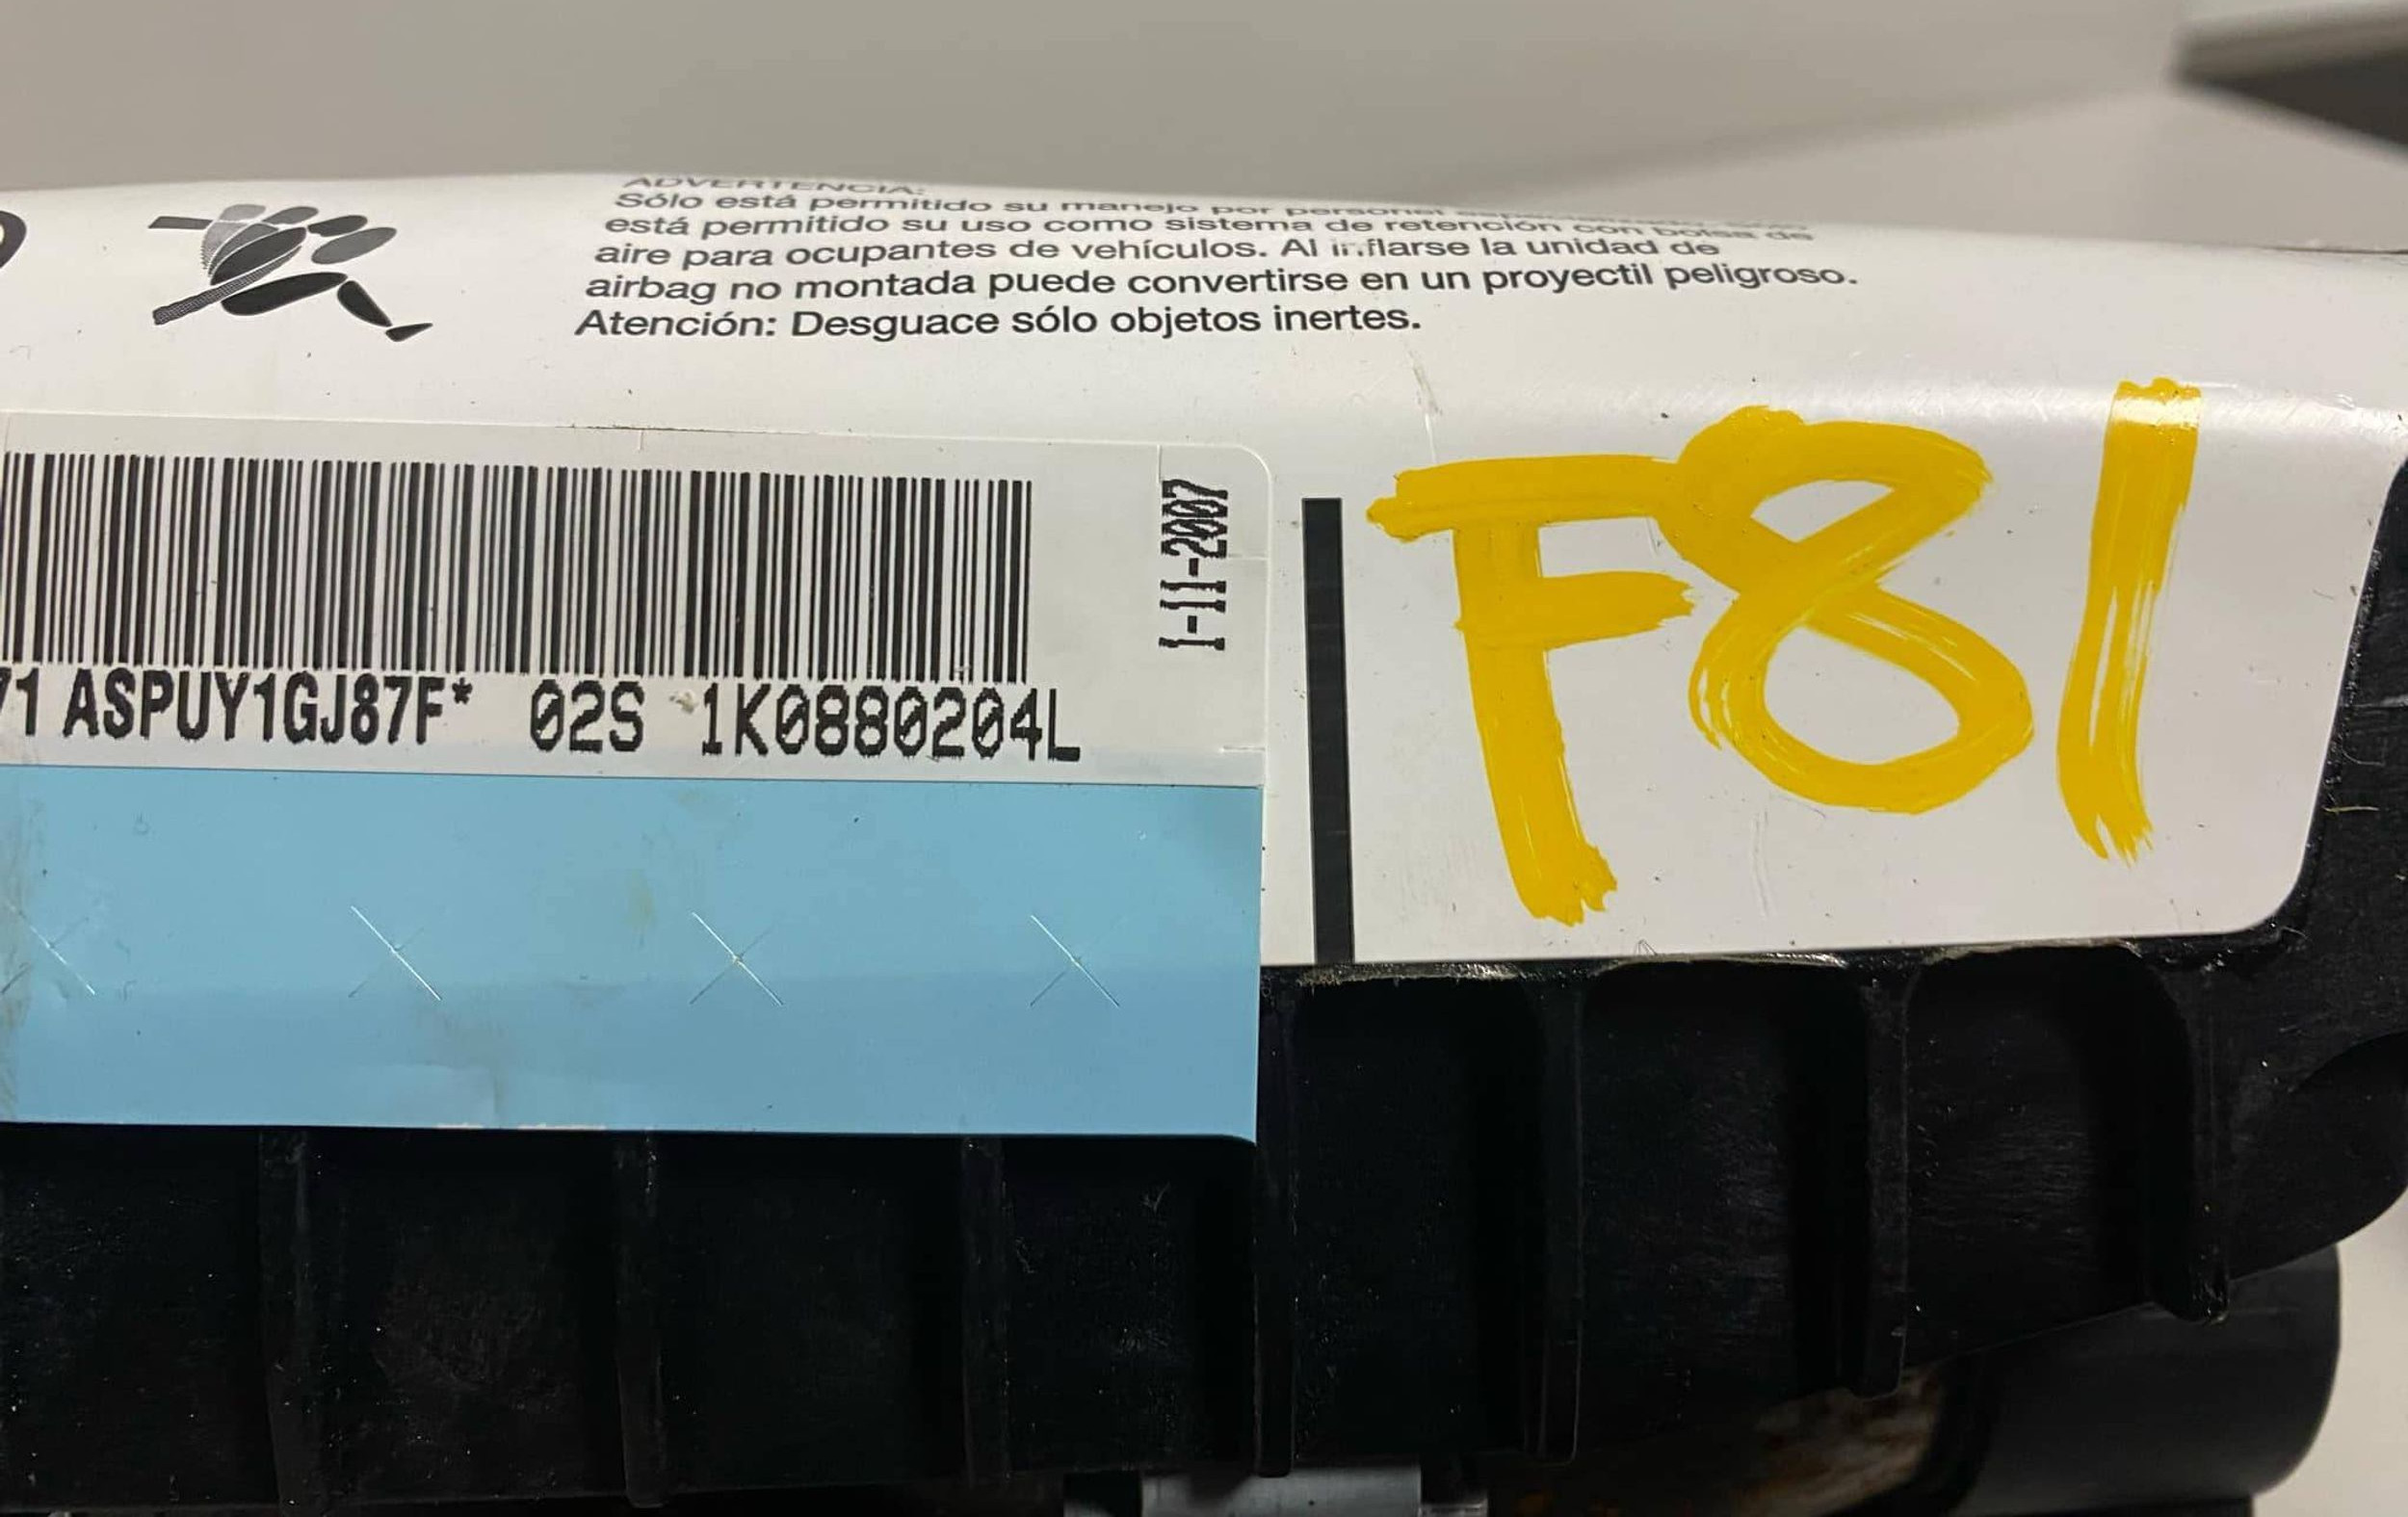 ADVERTENCIA:
Sólo está permitido su manejo por personal
está permitido su uso como sistema de retención con bolsa de
aire para ocupantes de vehículos. Al inflarse la unidad de
airbag no montada puede convertirse en un proyectil peligroso.
Atención: Desguace sólo objetos inertes.
1-11-2007
F81
71 ASPUY1GJ87F* 02S 1K0880204L